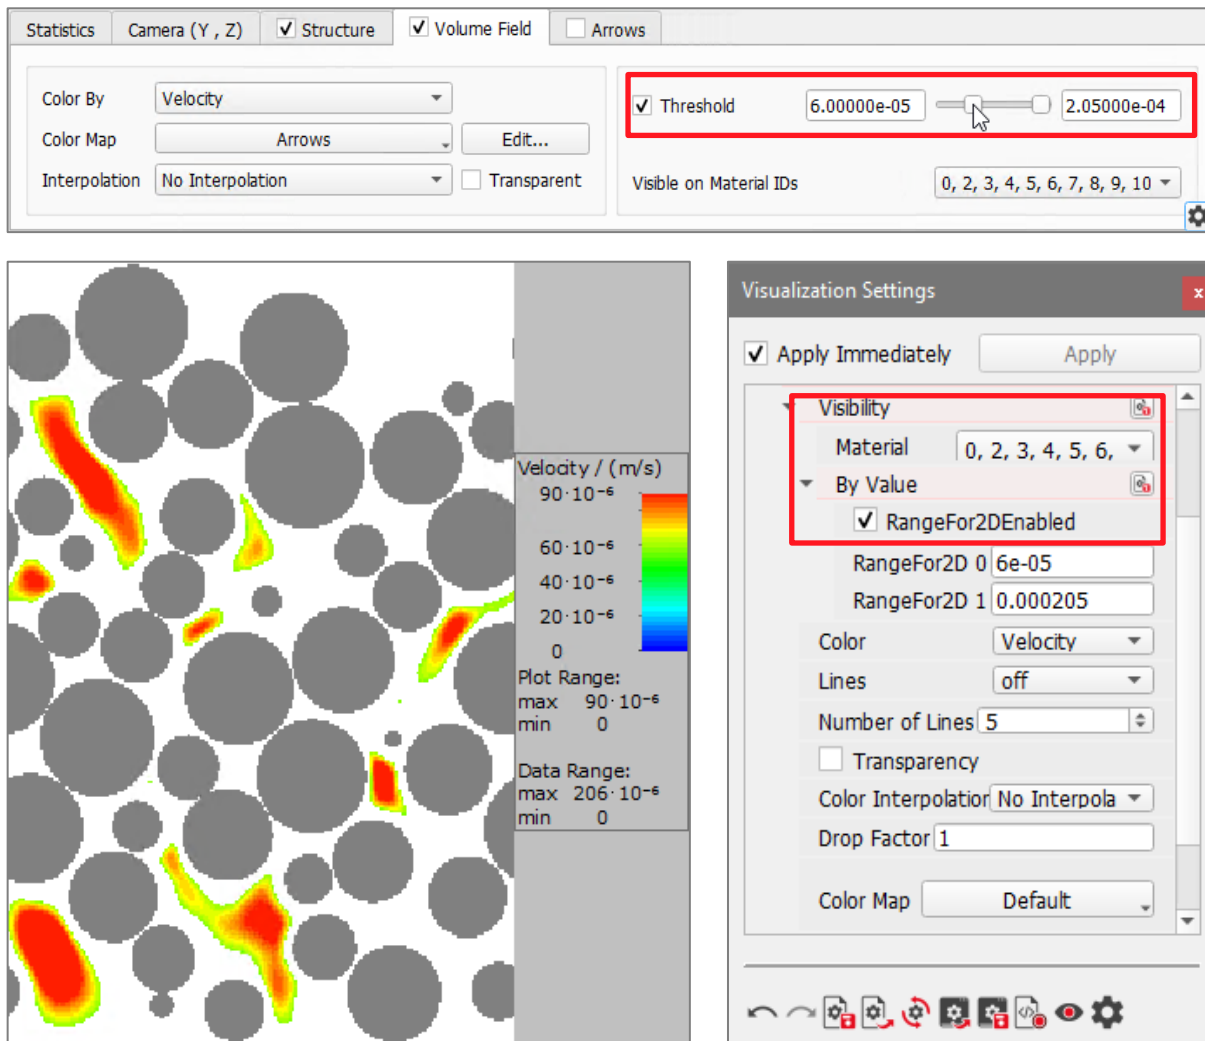 Statistics
Camera (Y , Z)
Structure
Volume Field
Arrows
Color By
Velocity
Threshold
6.00000e-05
2.05000e-04
Color Map
Arrows
Edit...
Interpolation
No Interpolation
Transparent
Visible on Material IDs
0, 2, 3, 4, 5, 6, 7, 8, 9, 10
Velocity / (m/s)
90·10⁻⁶
60·10⁻⁶
40·10⁻⁶
20·10⁻⁶
0
Plot Range:
max 90·10⁻⁶
min 0
Data Range:
max 206·10⁻⁶
min 0
Visualization Settings
x
Apply Immediately
Apply
Visibility
Material
0, 2, 3, 4, 5, 6,
By Value
RangeFor2DEnabled
RangeFor2D 0 6e-05
RangeFor2D 1 0.000205
Color
Velocity
Lines
off
Number of Lines 5
Transparency
Color Interpolation No Interpola
Drop Factor 1
Color Map
Default